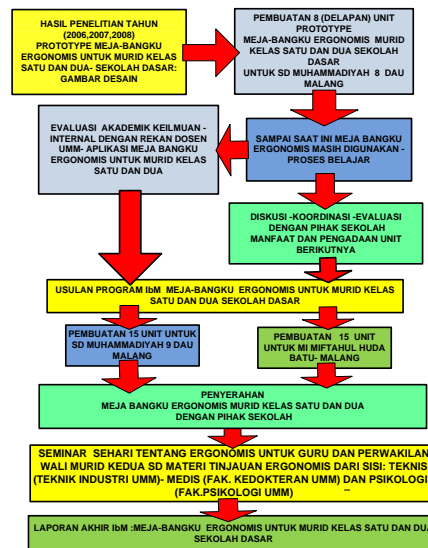 HASIL PENELITIAN TAHUN
(2006,2007,2008)
PROTOTYPE MEJA-BANGKU
ERGONOMIS UNTUK MURID KELAS
SATU DAN DUA- SEKOLAH DASAR:
GAMBAR DESAIN
PEMBUATAN 8 (DELAPAN) UNIT
PROTOTYPE
MEJA-BANGKU ERGONOMIS MURID
KELAS SATU DAN DUA SEKOLAH
DASAR
UNTUK SD MUHAMMADIYAH 8 DAU
MALANG
EVALUASI AKADEMIK KEILMUAN -
INTERNAL DENGAN REKAN DOSEN
UMM- APLIKASI MEJA BANGKU
ERGONOMIS UNTUK MURID KELAS
SATU DAN DUA
SAMPAI SAAT INI MEJA BANGKU
ERGONOMIS MASIH DIGUNAKAN -
PROSES BELAJAR
DISKUSI -KOORDINASI -EVALUASI
DENGAN PIHAK SEKOLAH
MANFAAT DAN PENGADAAN UNIT
BERIKUTNYA
USULAN PROGRAM IbM MEJA-BANGKU ERGONOMIS UNTUK MURID KELAS
SATU DAN DUA SEKOLAH DASAR
PEMBUATAN 15 UNIT UNTUK
SD MUHAMMADIYAH 9 DAU
MALANG
PEMBUATAN 15 UNIT
UNTUK MI MIFTAHUL HUDA
BATU- MALANG
PENYERAHAN
MEJA BANGKU ERGONOMIS MURID KELAS SATU DAN DUA
DENGAN PIHAK SEKOLAH
SEMINAR SEHARI TENTANG ERGONOMIS UNTUK GURU DAN PERWAKILAN
WALI MURID KEDUA SD MATERI TINJAUAN ERGONOMIS DARI SISI: TEKNIS
(TEKNIK INDUSTRI UMM)- MEDIS (FAK. KEDOKTERAN UMM) DAN PSIKOLOGI
(FAK.PSIKOLOGI UMM) –
LAPORAN AKHIR IbM :MEJA-BANGKU ERGONOMIS UNTUK MURID KELAS SATU DAN DUA
SEKOLAH DASAR